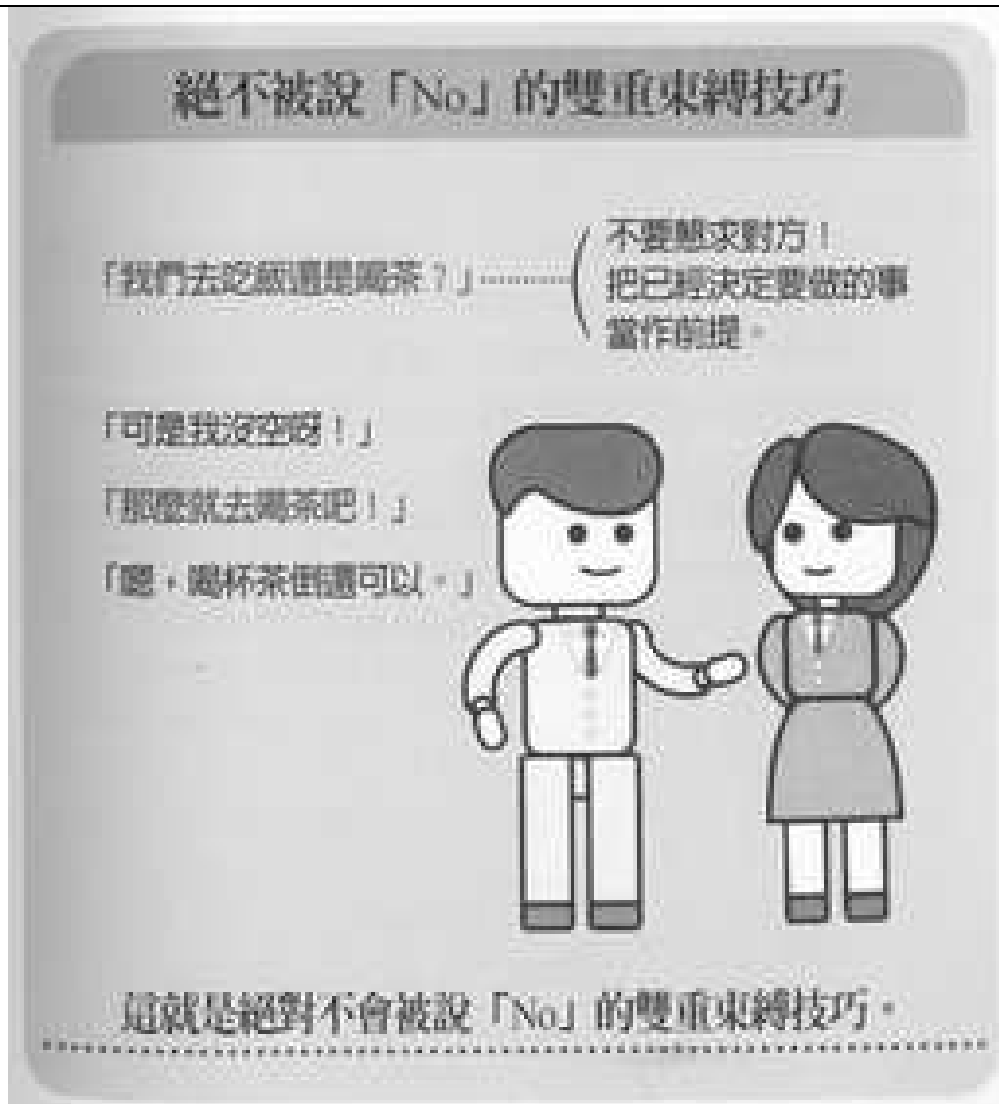 絕不被說「No」的雙重束縛技巧
「我們去吃飯還是喝茶？」
不要懇求對方！
把已經決定要做的事
當作前提。
「可是我沒空呀！」
「那麼就去喝茶吧！」
「嗯，喝杯茶倒還可以。」
這就是絕對不會被說「No」的雙重束縛技巧。